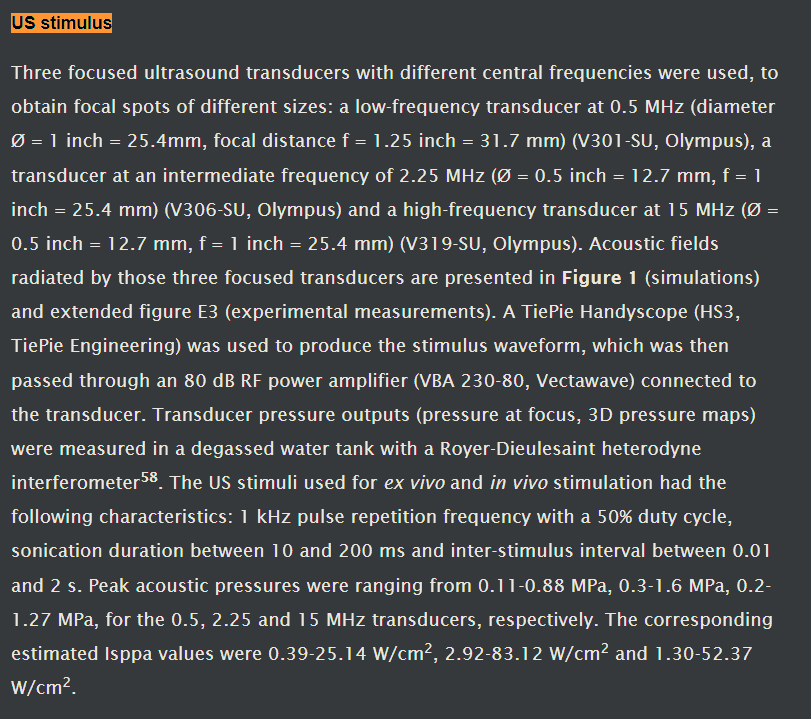 US stimulus
Three focused ultrasound transducers with different central frequencies were used, to
obtain focal spots of different sizes: a low-frequency transducer at 0.5 MHz (diameter
Ø = 1 inch = 25.4mm, focal distance f = 1.25 inch = 31.7 mm) (V301-SU, Olympus), a
transducer at an intermediate frequency of 2.25 MHz (Ø = 0.5 inch = 12.7 mm, f = 1
inch = 25.4 mm) (V306-SU, Olympus) and a high-frequency transducer at 15 MHz (Ø =
0.5 inch = 12.7 mm, f = 1 inch = 25.4 mm) (V319-SU, Olympus). Acoustic fields
radiated by those three focused transducers are presented in Figure 1 (simulations)
and extended figure E3 (experimental measurements). A TiePie Handyscope (HS3,
TiePie Engineering) was used to produce the stimulus waveform, which was then
passed through an 80 dB RF power amplifier (VBA 230-80, Vectawave) connected to
the transducer. Transducer pressure outputs (pressure at focus, 3D pressure maps)
were measured in a degassed water tank with a Royer-Dieulesaint heterodyne
interferometer58. The US stimuli used for ex vivo and in vivo stimulation had the
following characteristics: 1 kHz pulse repetition frequency with a 50% duty cycle,
sonication duration between 10 and 200 ms and inter-stimulus interval between 0.01
and 2 s. Peak acoustic pressures were ranging from 0.11-0.88 MPa, 0.3-1.6 MPa, 0.2-
1.27 MPa, for the 0.5, 2.25 and 15 MHz transducers, respectively. The corresponding
estimated Isppa values were 0.39-25.14 W/cm², 2.92-83.12 W/cm² and 1.30-52.37
W/cm².